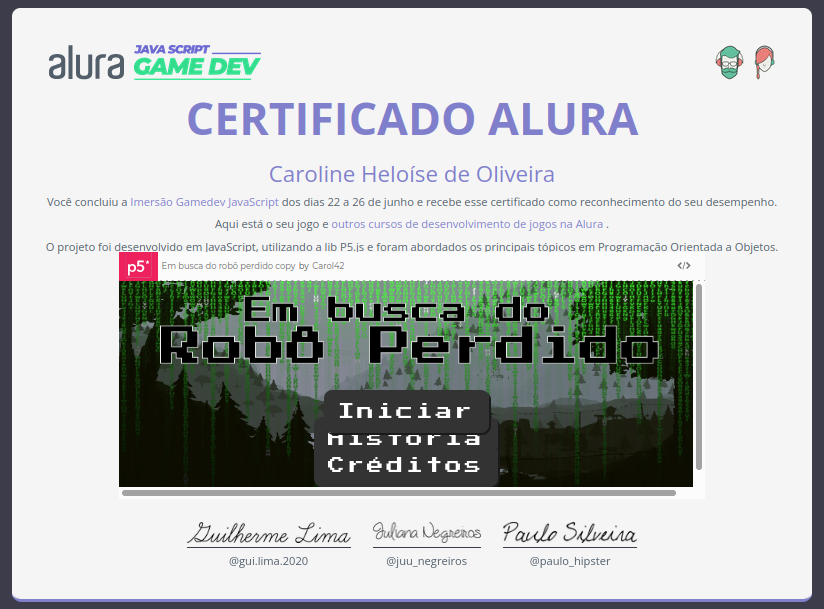 alura JAVA SCRIPT
GAME DEV
CERTIFICADO ALURA
Caroline Heloíse de Oliveira
Você concluiu a Imersão Gamedev JavaScript dos dias 22 a 26 de junho e recebe esse certificado como reconhecimento do seu desempenho.
Aqui está o seu jogo e outros cursos de desenvolvimento de jogos na Alura .
O projeto foi desenvolvido em JavaScript, utilizando a lib P5.js e foram abordados os principais tópicos em Programação Orientada a Objetos.
p5* Em busca do robô perdido copy by Carol42 </>
Em busca do
Robô Perdido
Iniciar
História
Créditos
Guilherme Lima Juliana Negreiros Paulo Silveira
@gui.lima.2020 @juu_negreiros @paulo_hipster